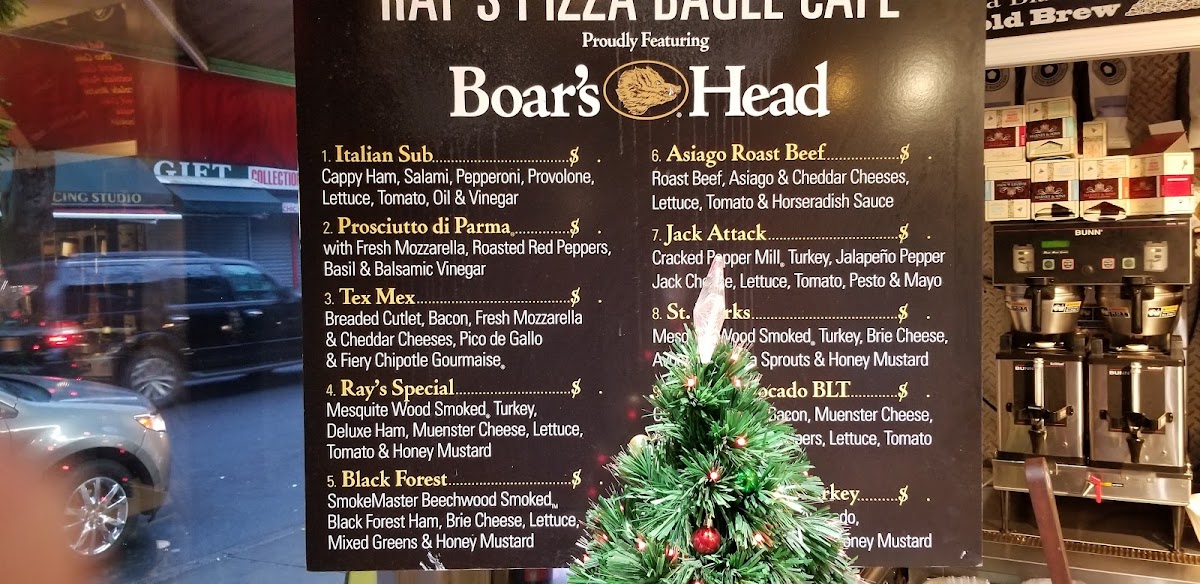 RAY'S PIZZA BAGEL CAFE
Proudly Featuring
Boar's Head
1. Italian Sub..............................$ .
Cappy Ham, Salami, Pepperoni, Provolone,
Lettuce, Tomato, Oil & Vinegar
2. Prosciutto di Parma®............$ .
with Fresh Mozzarella, Roasted Red Peppers,
Basil & Balsamic Vinegar
3. Tex Mex..................................$ .
Breaded Cutlet, Bacon, Fresh Mozzarella
& Cheddar Cheeses, Pico de Gallo
& Fiery Chipotle Gourmaise®
4. Ray's Special..........................$ .
Mesquite Wood Smoked® Turkey,
Deluxe Ham, Muenster Cheese, Lettuce,
Tomato & Honey Mustard
5. Black Forest...........................$
SmokeMaster Beechwood Smoked™
Black Forest Ham, Brie Cheese, Lettuce,
Mixed Greens & Honey Mustard
6. Asiago Roast Beef................$ .
Roast Beef, Asiago & Cheddar Cheeses,
Lettuce, Tomato & Horseradish Sauce
7. Jack Attack.............................$ .
Cracked Pepper Mill® Turkey, Jalapeño Pepper
Jack Cheese, Lettuce, Tomato, Pesto & Mayo
8. St. rks................................$ .
Wood Smoked® Turkey, Brie Cheese,
Sprouts & Honey Mustard
ocado BLT..........$ .
Bacon, Muenster Cheese,
Lettuce, Tomato
rkey.........$ .
Honey Mustard
GIFT COLLECTION
CING STUDIO
old Brew
BUNN